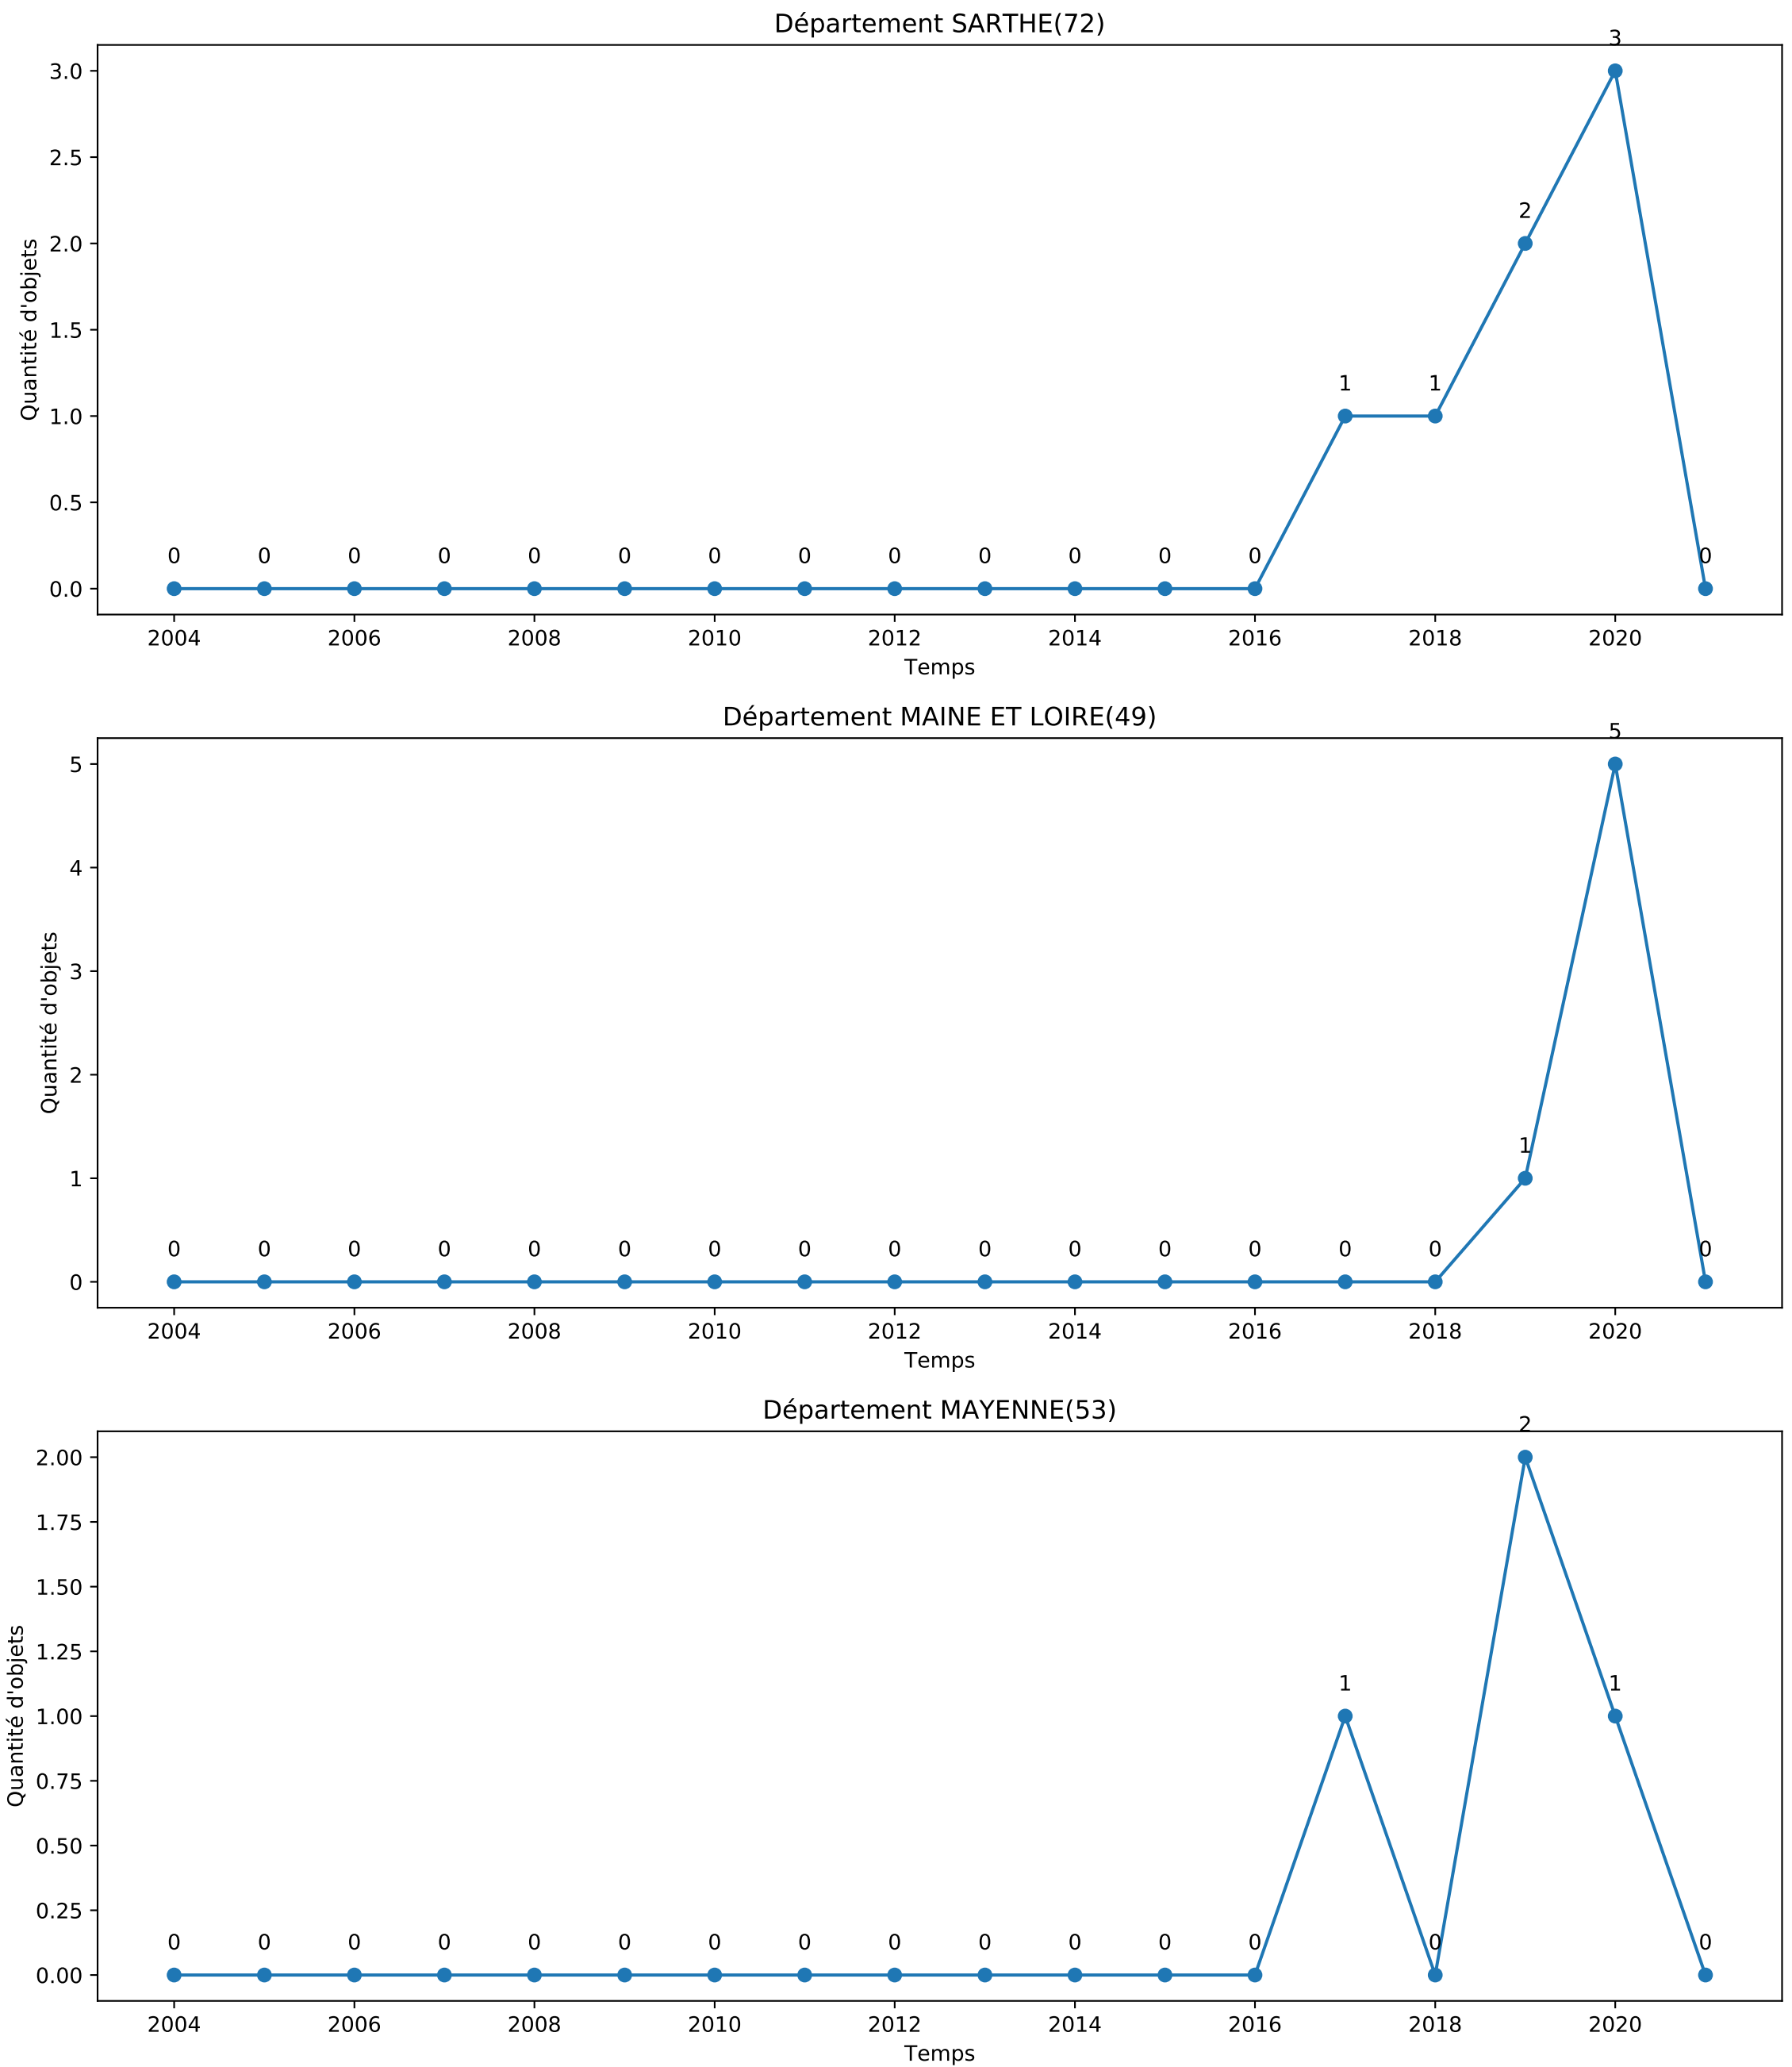 Département SARTHE(72)
3
3.0
2.5
2
2.0
1.5
1 1
1.0
0.5
0 0 0 0 0 0 0 0 0 0 0 0 0 0
0.0
Quantité d'objets
2004 2006 2008 2010 2012 2014 2016 2018 2020
Temps
Département MAINE ET LOIRE(49)
5
5
4
3
2
1
1
0 0 0 0 0 0 0 0 0 0 0 0 0 0 0 0
0
Quantité d'objets
2004 2006 2008 2010 2012 2014 2016 2018 2020
Temps
Département MAYENNE(53)
2
2.00
1.75
1.50
1.25
1 1
1.00
0.75
0.50
0.25
0 0 0 0 0 0 0 0 0 0 0 0 0 0 0
0.00
Quantité d'objets
2004 2006 2008 2010 2012 2014 2016 2018 2020
Temps